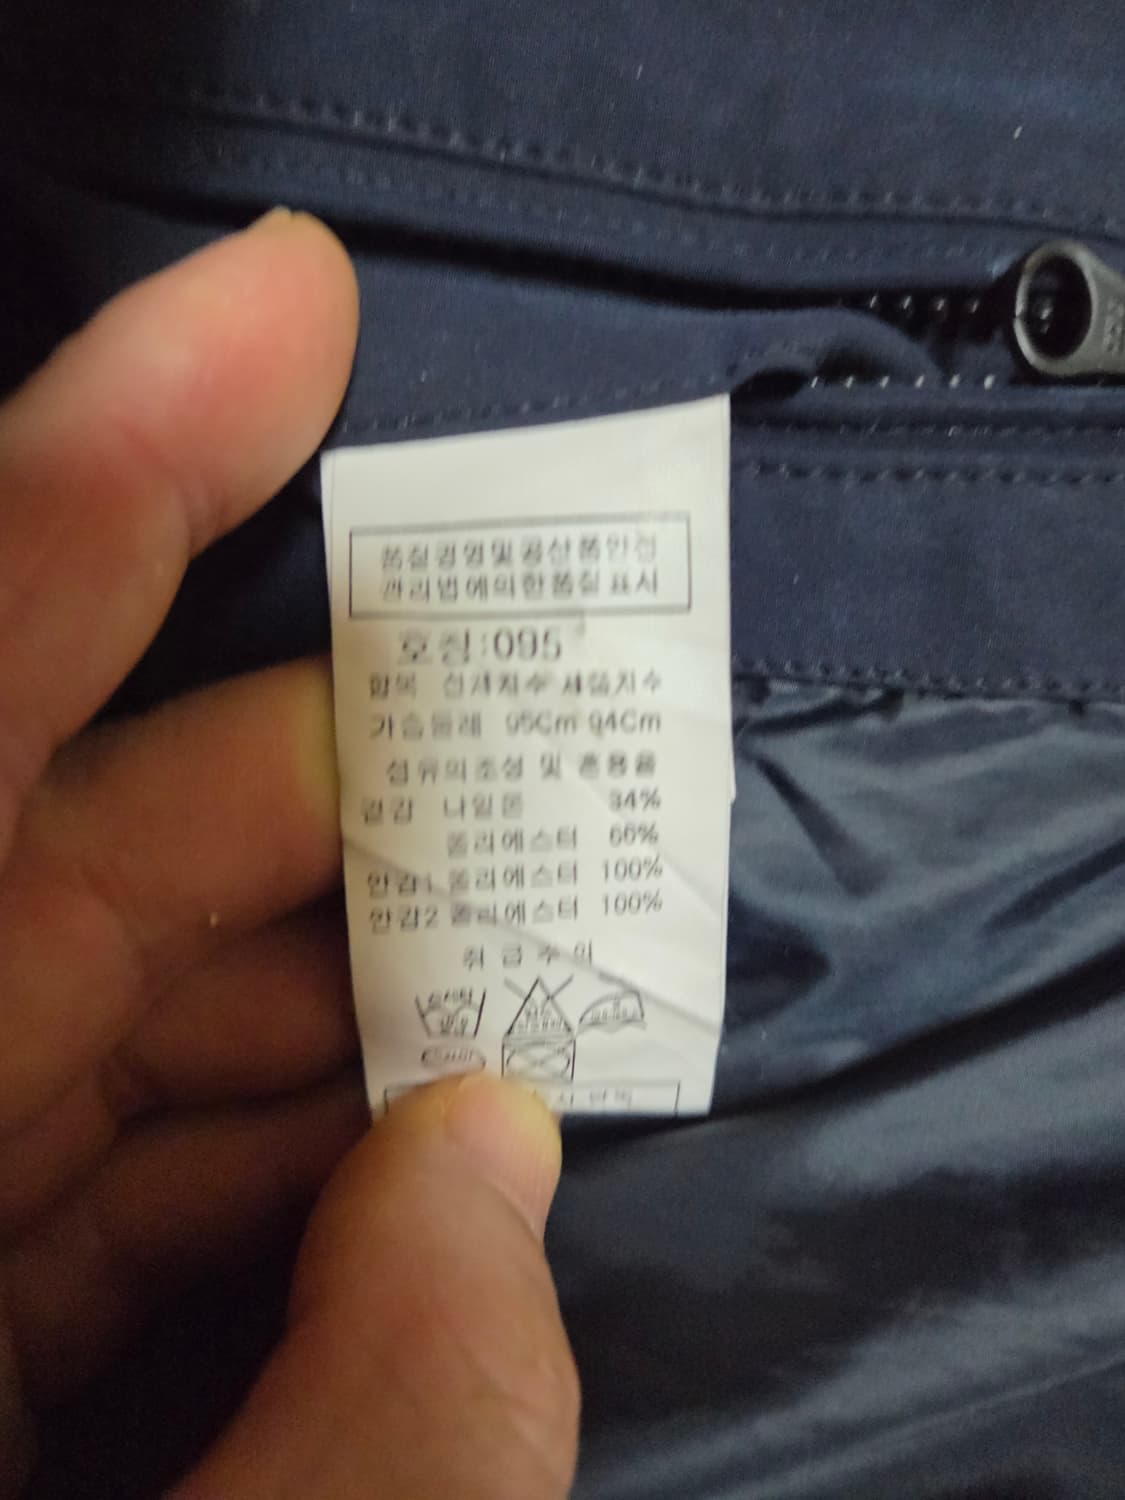 품질경영및공산품안전
관리법에의한품질표시
호칭:095
항목 신체치수 제품치수
가슴둘레 95Cm 94Cm
섬유의조성 및 혼용율
겉감 나일론 34%
폴리에스터 66%
안감1 폴리에스터 100%
안감2 폴리에스터 100%
취급주의